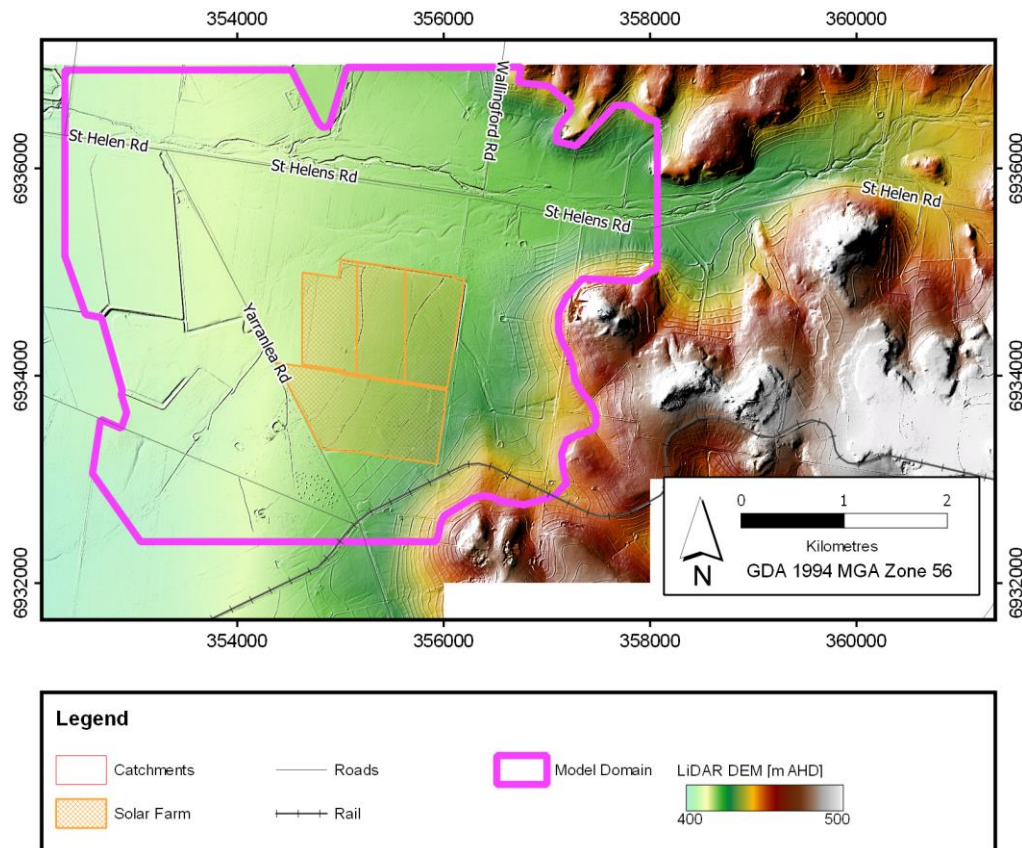 354000 356000 358000 360000
6936000
6934000
6932000
6936000
6934000
6932000
Wallingford Rd
St Helen Rd
St Helens Rd
St Helens Rd
St Helen Rd
Yarranlea Rd
0 1 2
Kilometres
N
GDA 1994 MGA Zone 56
354000 356000 358000 360000
Legend
Catchments
Roads
Model Domain
LiDAR DEM [m AHD]
Solar Farm
Rail
400 500